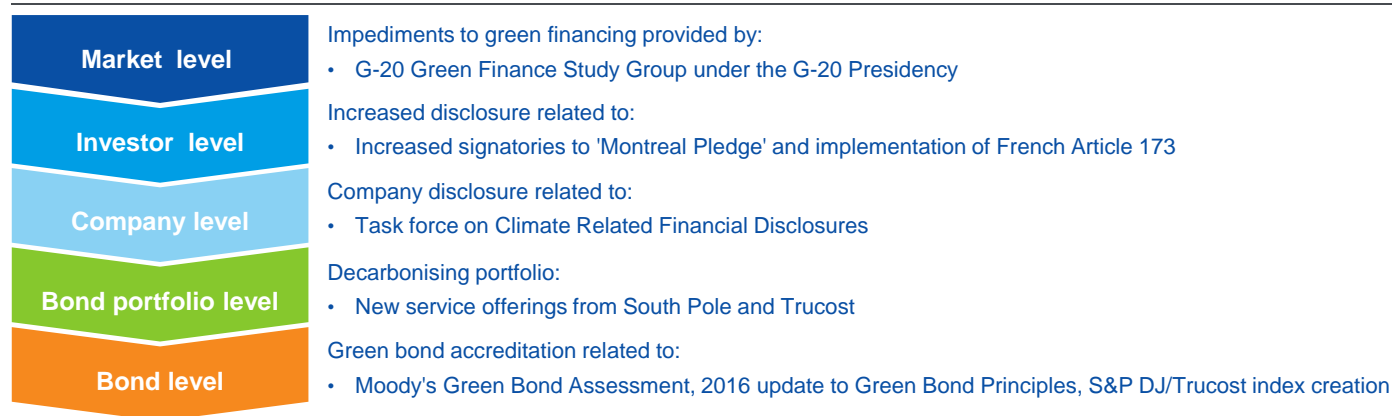 Market level
Impediments to green financing provided by:
• G-20 Green Finance Study Group under the G-20 Presidency
Investor level
Increased disclosure related to:
• Increased signatories to 'Montreal Pledge' and implementation of French Article 173
Company level
Company disclosure related to:
• Task force on Climate Related Financial Disclosures
Bond portfolio level
Decarbonising portfolio:
• New service offerings from South Pole and Trucost
Bond level
Green bond accreditation related to:
• Moody's Green Bond Assessment, 2016 update to Green Bond Principles, S&P DJ/Trucost index creation